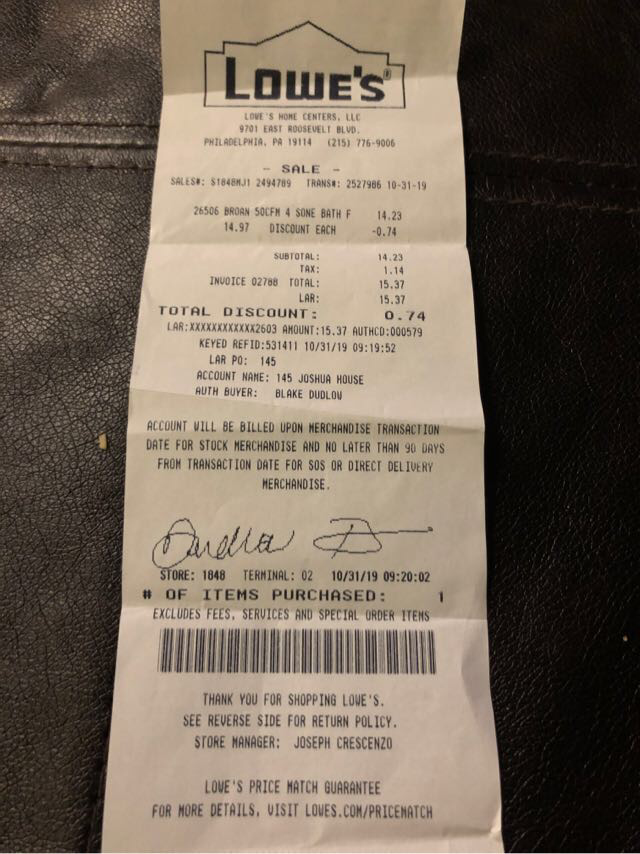 LOWE'S®
LOWE'S HOME CENTERS, LLC
9701 EAST ROOSEVELT BLVD.
PHILADELPHIA, PA 19114 (215) 776-9006
- SALE -
SALES#: S1848MJ1 2494789 TRANS#: 2527986 10-31-19
26506 BROAN 50CFM 4 SONE BATH F 14.23
14.97 DISCOUNT EACH -0.74
SUBTOTAL: 14.23
TAX: 1.14
INVOICE 02788 TOTAL: 15.37
LAR: 15.37
TOTAL DISCOUNT: 0.74
LAR:XXXXXXXXXXXX2603 AMOUNT:15.37 AUTHCD:000579
KEYED REFID:531411 10/31/19 09:19:52
LAR PO: 145
ACCOUNT NAME: 145 JOSHUA HOUSE
AUTH BUYER: BLAKE DUDLOW
ACCOUNT WILL BE BILLED UPON MERCHANDISE TRANSACTION
DATE FOR STOCK MERCHANDISE AND NO LATER THAN 90 DAYS
FROM TRANSACTION DATE FOR SOS OR DIRECT DELIVERY
MERCHANDISE.
STORE: 1848 TERMINAL: 02 10/31/19 09:20:02
# OF ITEMS PURCHASED: 1
EXCLUDES FEES, SERVICES AND SPECIAL ORDER ITEMS
THANK YOU FOR SHOPPING LOWE'S.
SEE REVERSE SIDE FOR RETURN POLICY.
STORE MANAGER: JOSEPH CRESCENZO
LOWE'S PRICE MATCH GUARANTEE
FOR MORE DETAILS, VISIT LOWES.COM/PRICEMATCH